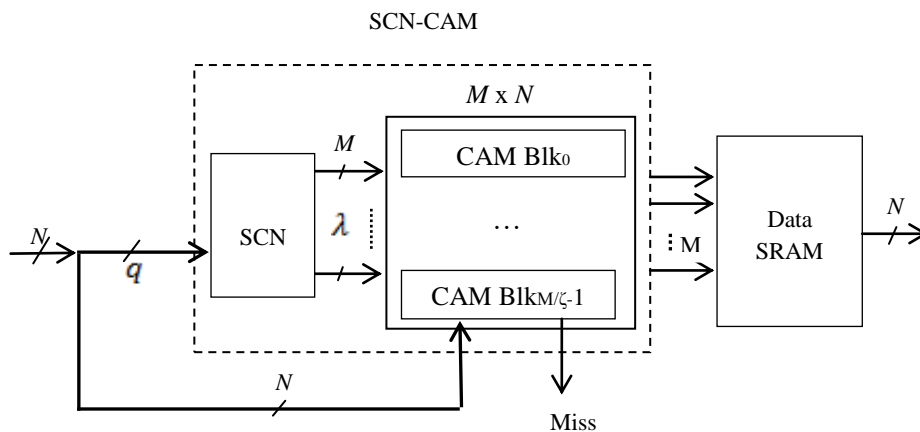 SCN-CAM
M x N
M
CAM Blk0
N
q
SCN
λ
...
M
Data
SRAM
N
CAM BlkM/ζ-1
N
Miss